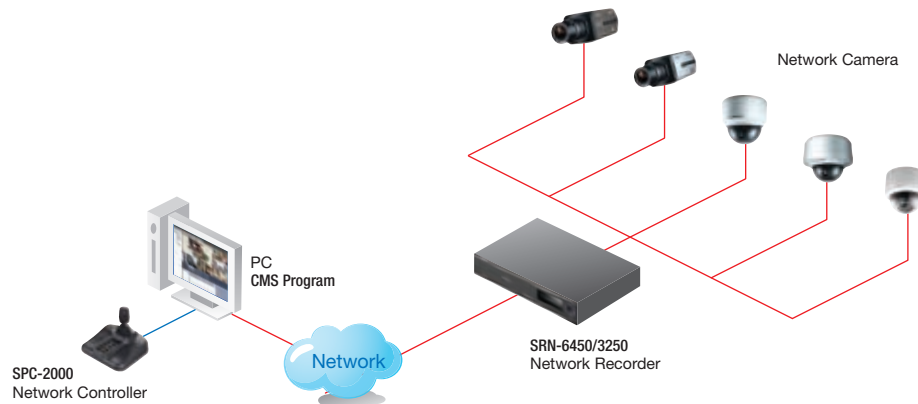 Network Camera
PC
CMS Program
SPC-2000
Network Controller
Network
SRN-6450/3250
Network Recorder